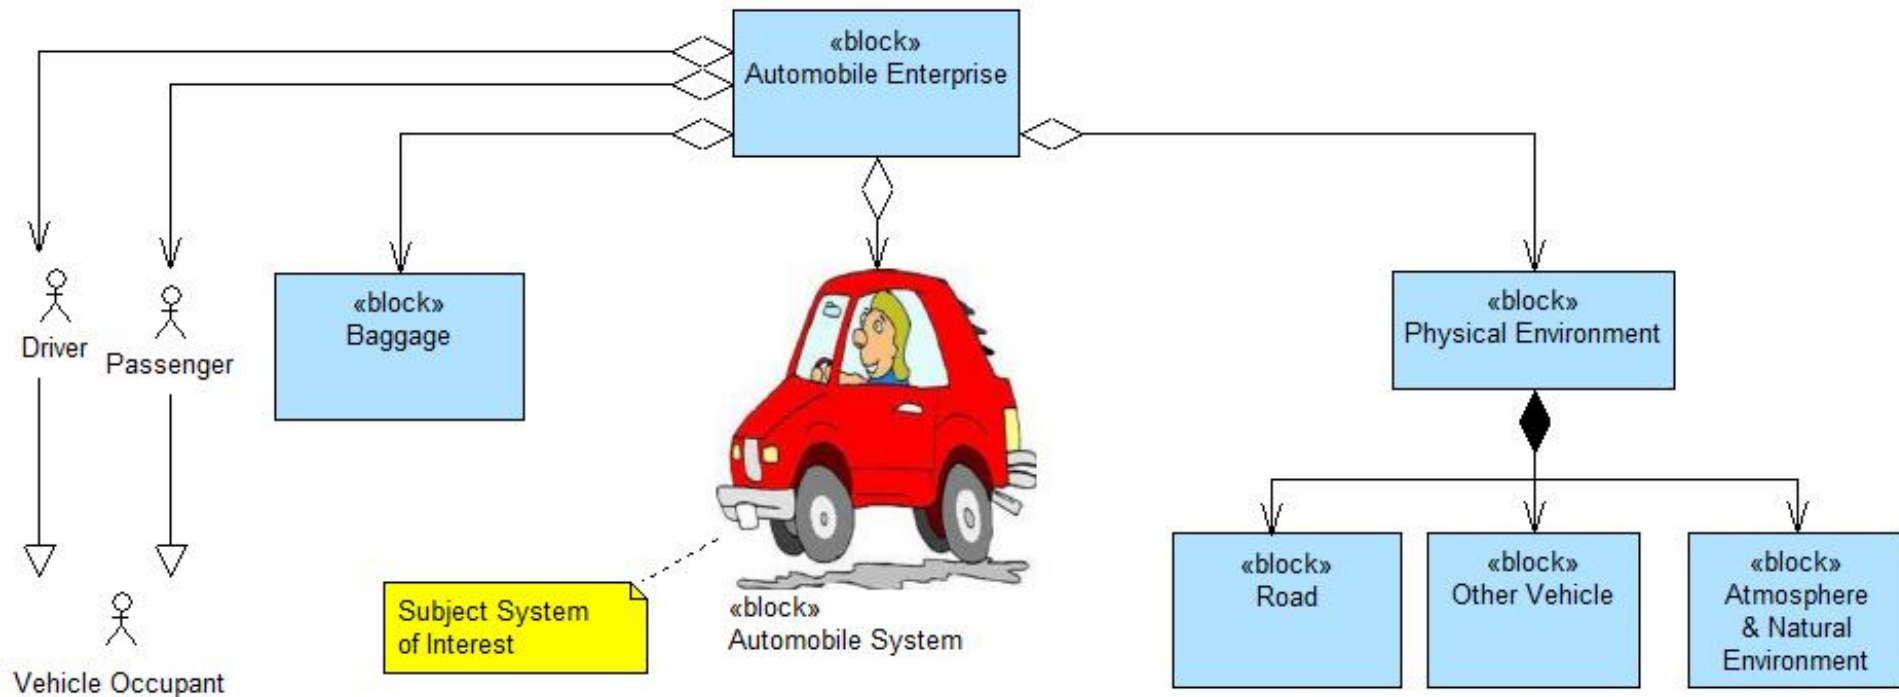 «block»
Automobile Enterprise
Driver
Passenger
«block»
Baggage
«block»
Physical Environment
Vehicle Occupant
Subject System
of Interest
«block»
Automobile System
«block»
Road
«block»
Other Vehicle
«block»
Atmosphere
& Natural
Environment